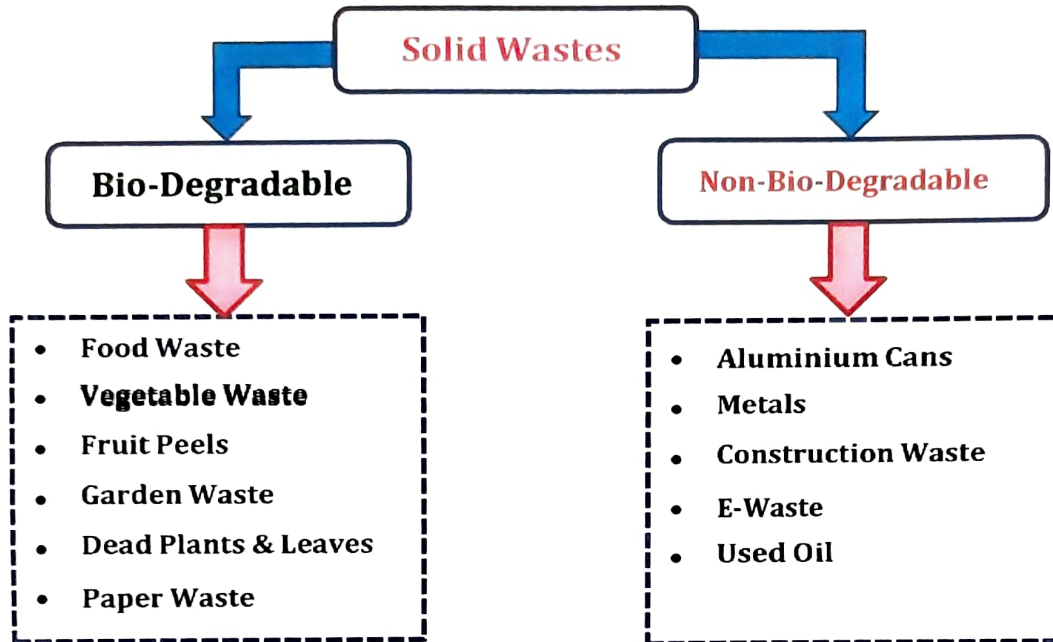 Solid Wastes
Bio-Degradable
Non-Bio-Degradable
• Food Waste
• Vegetable Waste
• Fruit Peels
• Garden Waste
• Dead Plants & Leaves
• Paper Waste
• Aluminium Cans
• Metals
• Construction Waste
• E-Waste
• Used Oil